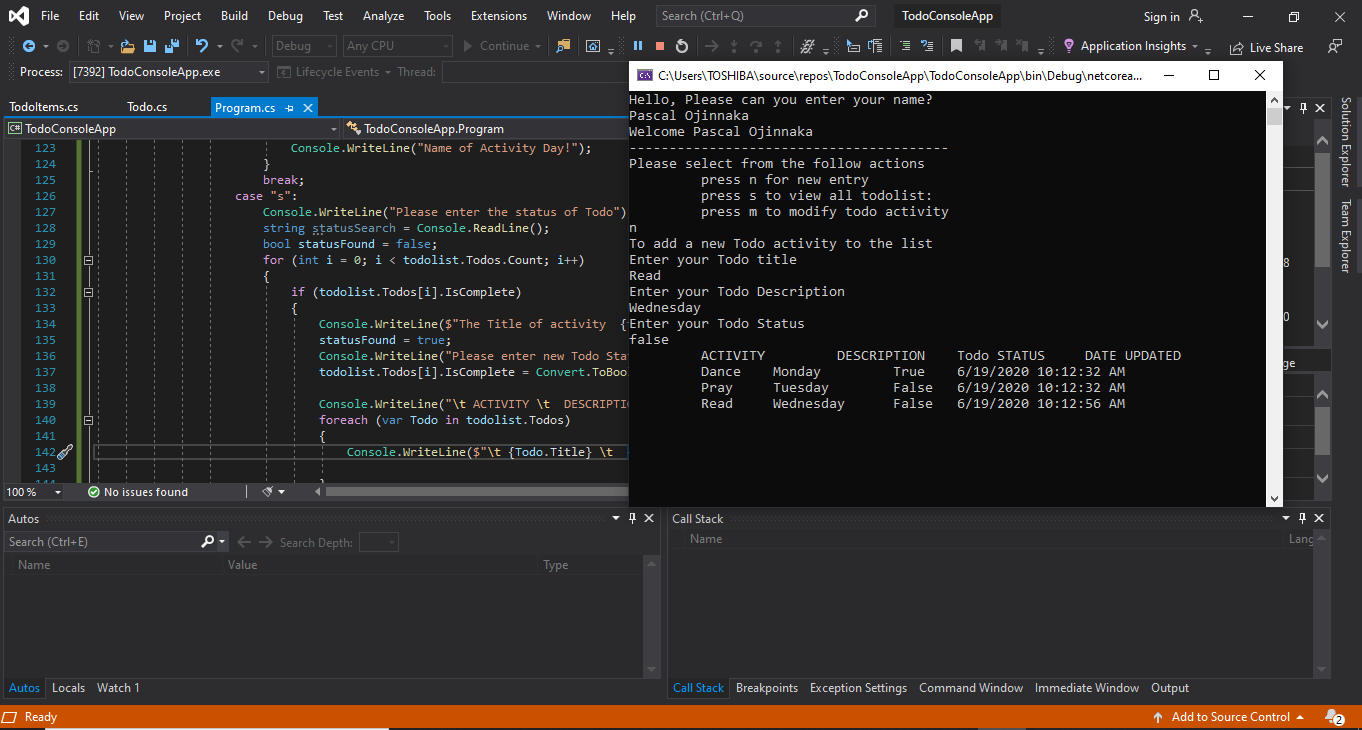 File Edit View Project Build Debug Test Analyze Tools Extensions Window Help Search (Ctrl+Q) TodoConsoleApp Sign in
Debug Any CPU Continue Application Insights Live Share
Process: [7392] TodoConsoleApp.exe Lifecycle Events Thread:
TodoItems.cs Todo.cs Program.cs
C# TodoConsoleApp TodoConsoleApp.Program
123 Console.WriteLine("Name of Activity Day!");
124 }
125 break;
126 case "s":
127 Console.WriteLine("Please enter the status of Todo")
128 string statusSearch = Console.ReadLine();
129 bool statusFound = false;
130 for (int i = 0; i < todolist.Todos.Count; i++)
131 {
132 if (todolist.Todos[i].IsComplete)
133 {
134 Console.WriteLine($"The Title of activity {
135 statusFound = true;
136 Console.WriteLine("Please enter new Todo Sta
137 todolist.Todos[i].IsComplete = Convert.ToBool
138
139 Console.WriteLine("\t ACTIVITY \t DESCRIPTIO
140 foreach (var Todo in todolist.Todos)
141 {
142 Console.WriteLine($"\t {Todo.Title} \t
143
144 }
100 % No issues found
C:\Users\TOSHIBA\source\repos\TodoConsoleApp\TodoConsoleApp\bin\Debug\netcorea...
Hello, Please can you enter your name?
Pascal Ojinnaka
Welcome Pascal Ojinnaka
----------------------------------------
Please select from the follow actions
press n for new entry
press s to view all todolist:
press m to modify todo activity
n
To add a new Todo activity to the list
Enter your Todo title
Read
Enter your Todo Description
Wednesday
Enter your Todo Status
false
ACTIVITY DESCRIPTION Todo STATUS DATE UPDATED
Dance Monday True 6/19/2020 10:12:32 AM
Pray Tuesday False 6/19/2020 10:12:32 AM
Read Wednesday False 6/19/2020 10:12:56 AM
8
0
ge
Solution Explorer
Team Explorer
Autos
Search (Ctrl+E) Search Depth:
Name Value Type
Autos Locals Watch 1
Call Stack
Name Lang
Call Stack Breakpoints Exception Settings Command Window Immediate Window Output
Ready Add to Source Control 2